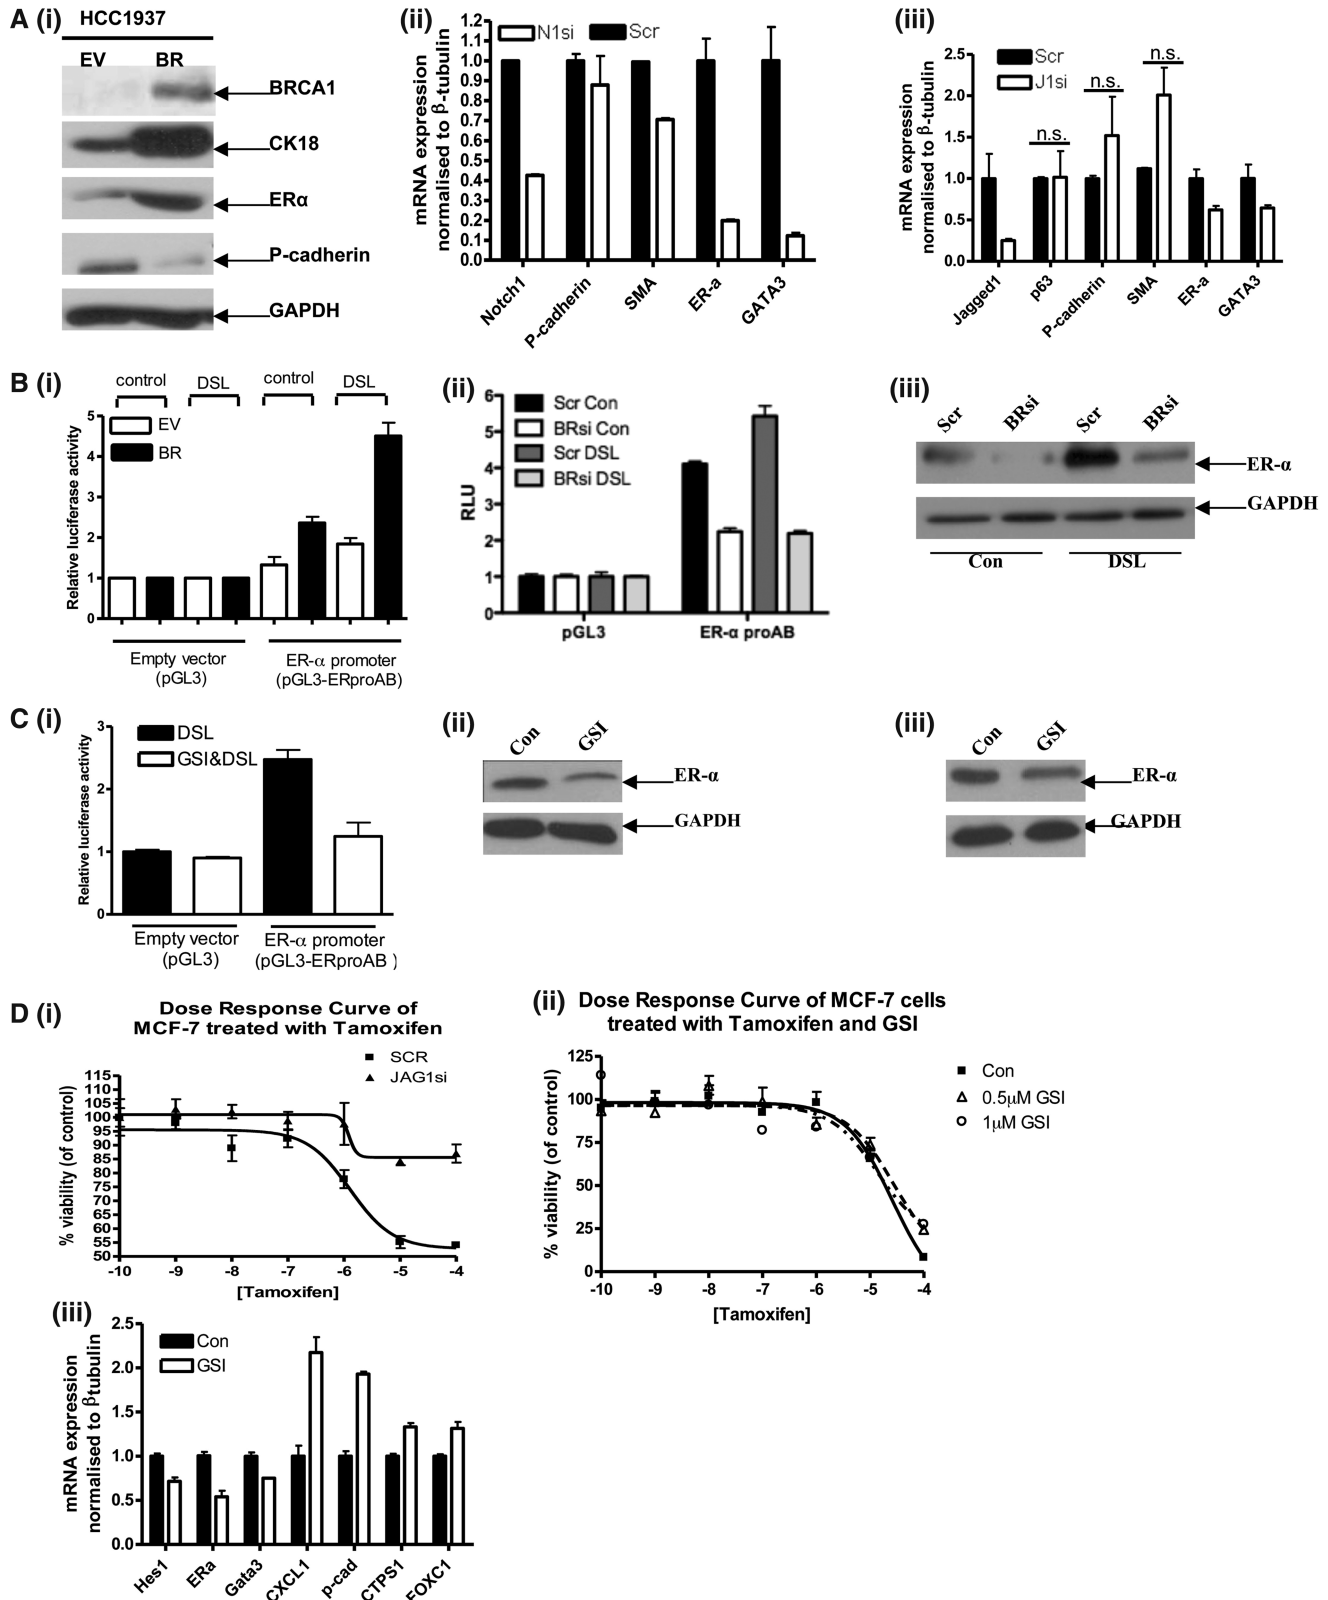 A (i)
HCC1937
EV BR
BRCA1
CK18
ERα
P-cadherin
GAPDH
(ii)
N1si Scr
mRNA expression
normalised to β-tubulin
1.2
1.1
1.0
0.9
0.8
0.7
0.6
0.5
0.4
0.3
0.2
0.1
0.0
Notch1 P-cadherin SMA ER-a GATA3
(iii)
Scr
J1si
n.s. n.s. n.s.
mRNA expression
normalised to β-tubulin
2.5
2.0
1.5
1.0
0.5
0.0
Jagged1 p63 P-cadherin SMA ER-a GATA3
B (i)
control DSL control DSL
EV
BR
Relative luciferase activity
5
4
3
2
1
0
Empty vector
(pGL3)
ER-α promoter
(pGL3-ERproAB)
(ii)
Scr Con
BRsi Con
Scr DSL
BRsi DSL
RLU
6
5
4
3
2
1
0
pGL3 ER-α proAB
(iii)
Scr BRsi Scr BRsi
ER-α
GAPDH
Con DSL
C (i)
DSL
GSI&DSL
Relative luciferase activity
3
2
1
0
Empty vector
(pGL3)
ER-α promoter
(pGL3-ERproAB )
(ii)
Con GSI
ER-α
GAPDH
(iii)
Con GSI
ER-α
GAPDH
D (i)
Dose Response Curve of
MCF-7 treated with Tamoxifen
SCR
JAG1si
% viability (of control)
115
110
105
100
95
90
85
80
75
70
65
60
55
50
-10 -9 -8 -7 -6 -5 -4
[Tamoxifen]
(ii)
Dose Response Curve of MCF-7 cells
treated with Tamoxifen and GSI
Con
0.5µM GSI
1µM GSI
% viability (of control)
125
100
75
50
25
0
-10 -9 -8 -7 -6 -5 -4
[Tamoxifen]
(iii)
Con
GSI
mRNA expression
normalised to βtubulin
2.5
2.0
1.5
1.0
0.5
0.0
Hes1 ERa Gata3 CXCL1 p-cad CTPS1 FOXC1